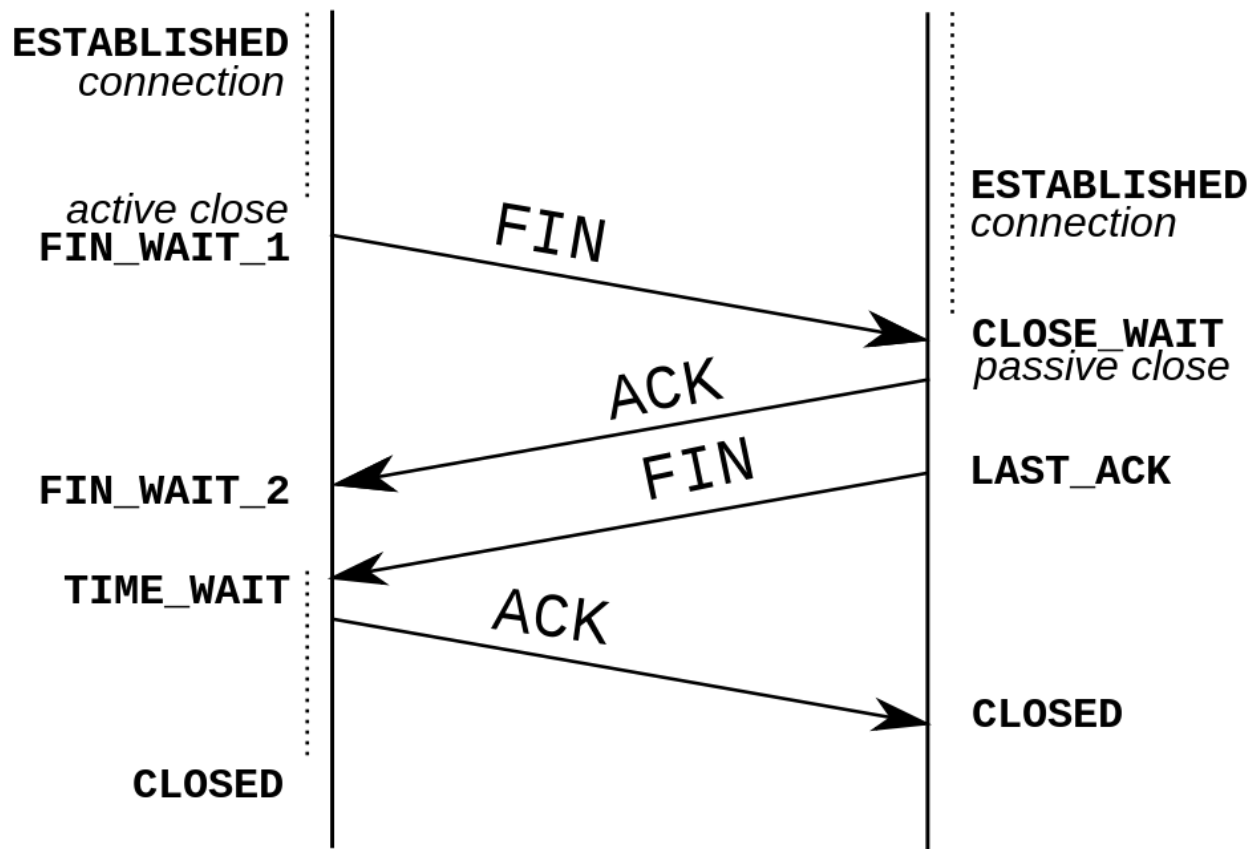 ESTABLISHED
connection
active close
FIN_WAIT_1
FIN
ESTABLISHED
connection
CLOSE_WAIT
passive close
ACK
FIN
LAST_ACK
FIN_WAIT_2
TIME_WAIT
ACK
CLOSED
CLOSED